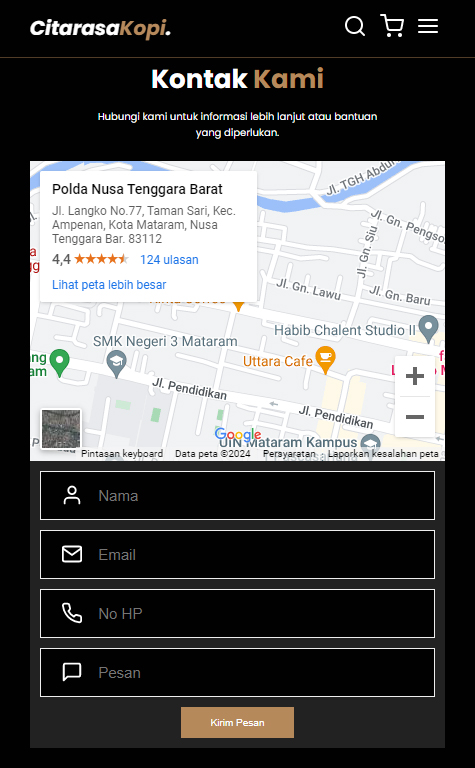 CitarasaKopi.
Kontak Kami
Hubungi kami untuk informasi lebih lanjut atau bantuan
yang diperlukan.
Polda Nusa Tenggara Barat
Jl. Langko No.77, Taman Sari, Kec.
Ampenan, Kota Mataram, Nusa
Tenggara Bar. 83112
4,4
124 ulasan
Lihat peta lebih besar
Jl. TGH Abdul
Jl. Gn. Pengsong
Jl. Gn. Siu
Jl. Gn. Lawu
Jl. Gn. Baru
Habib Chalent Studio II
SMK Negeri 3 Mataram
Uttara Cafe
Jl. Pendidikan
Jl. Pendidikan
Google
UIN Mataram Kampus
Pintasan keyboard
Data peta ©2024
Persyaratan
Laporkan kesalahan peta
Nama
Email
No HP
Pesan
Kirim Pesan